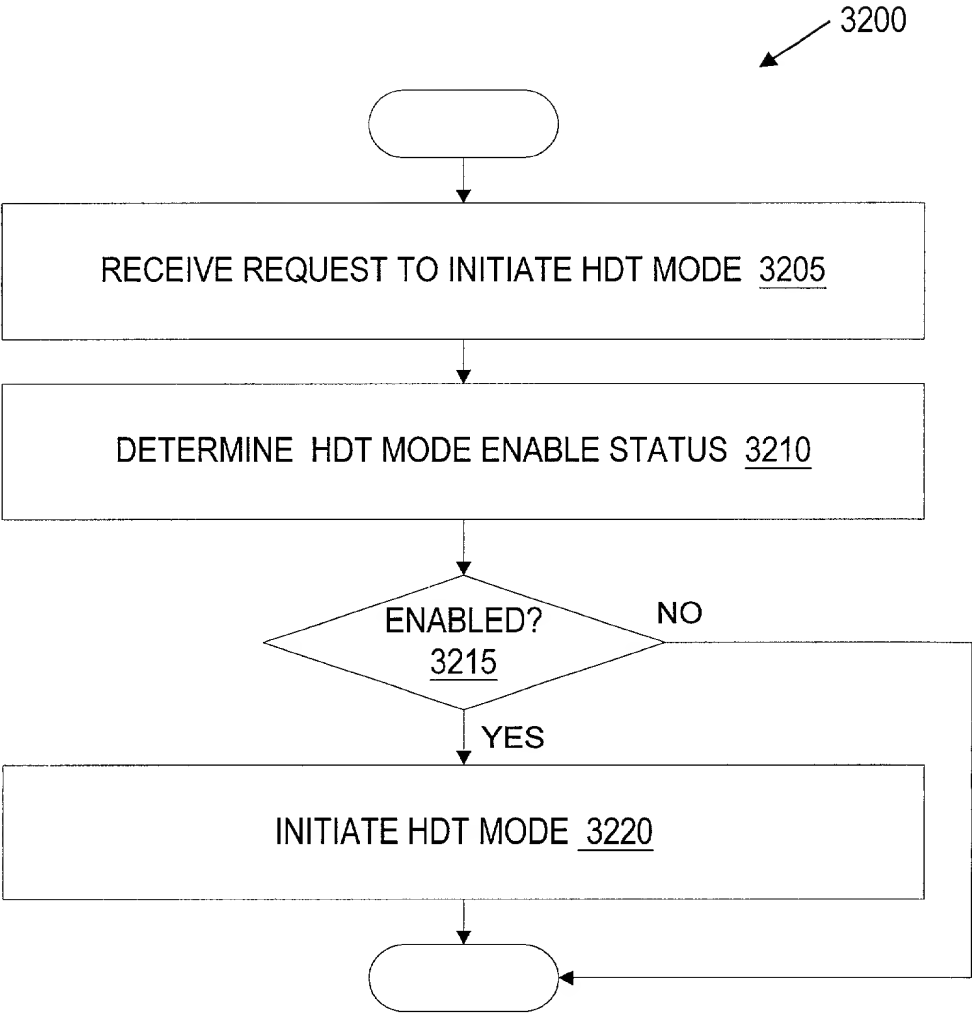 3200
RECEIVE REQUEST TO INITIATE HDT MODE 3205
DETERMINE HDT MODE ENABLE STATUS 3210
ENABLED?
3215
NO
YES
INITIATE HDT MODE 3220